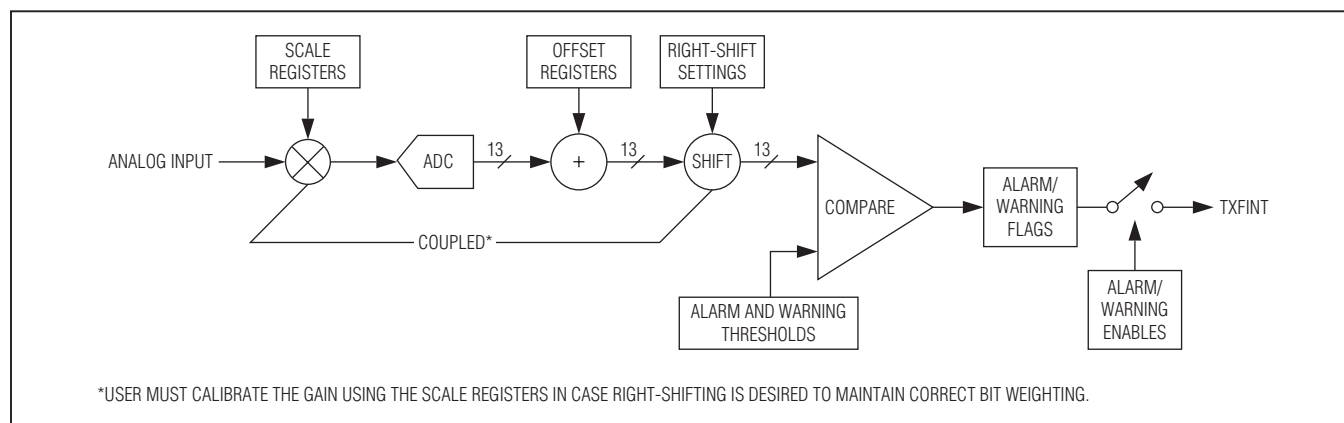 SCALE
REGISTERS
OFFSET
REGISTERS
RIGHT-SHIFT
SETTINGS
ANALOG INPUT
ADC
13
+
13
SHIFT
13
COMPARE
ALARM/
WARNING
FLAGS
TXFINT
COUPLED*
ALARM AND WARNING
THRESHOLDS
ALARM/
WARNING
ENABLES
*USER MUST CALIBRATE THE GAIN USING THE SCALE REGISTERS IN CASE RIGHT-SHIFTING IS DESIRED TO MAINTAIN CORRECT BIT WEIGHTING.